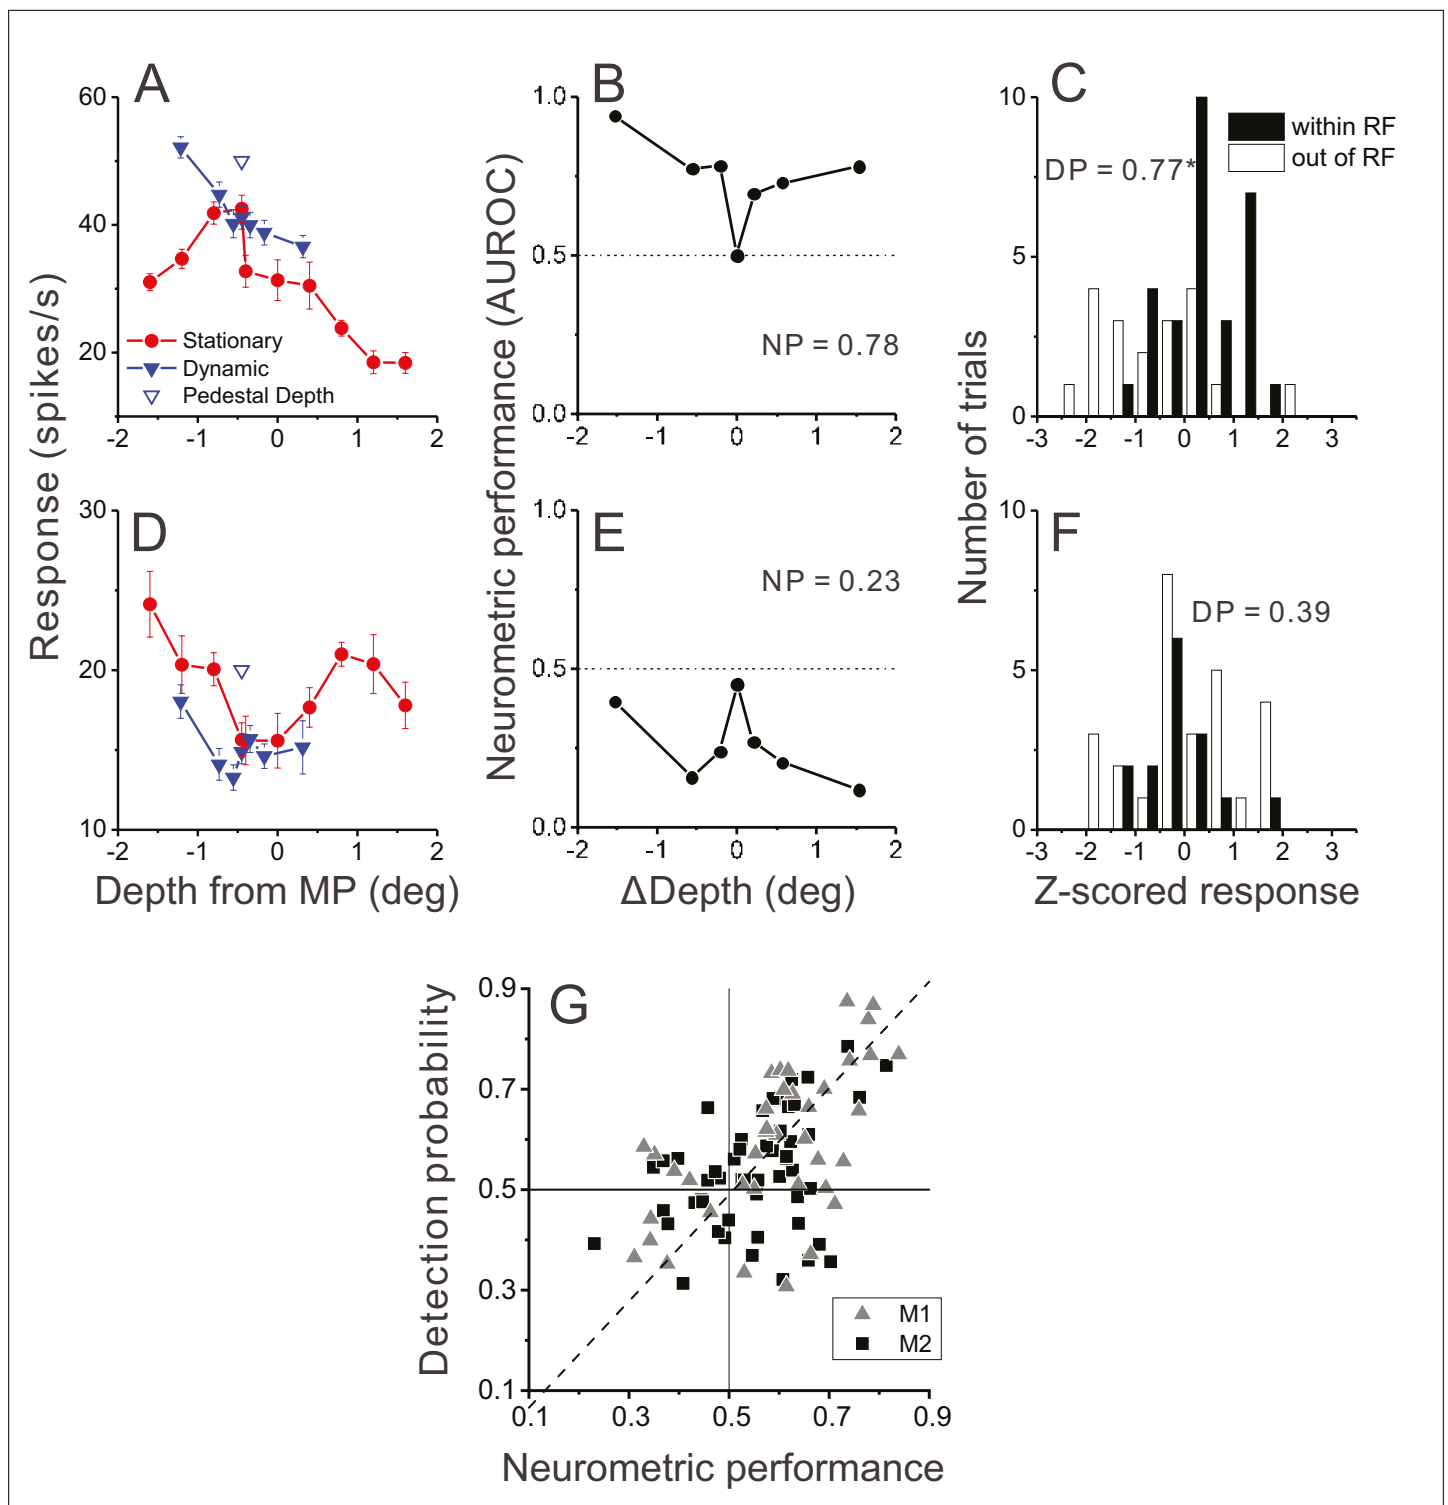 A
60
40
20
-2 -1 0 1 2
Stationary
Dynamic
Pedestal Depth
B
1.0
0.5
0.0
-2 -1 0 1 2
NP = 0.78
C
10
5
0
-3 -2 -1 0 1 2 3
within RF
out of RF
DP = 0.77*
Response (spikes/s)
Neurometric performance (AUROC)
Number of trials
D
30
20
10
-2 -1 0 1 2
Depth from MP (deg)
E
1.0
0.5
0.0
-2 -1 0 1 2
NP = 0.23
ΔDepth (deg)
F
10
5
0
-3 -2 -1 0 1 2 3
DP = 0.39
Z-scored response
G
0.9
0.7
0.5
0.3
0.1
0.1 0.3 0.5 0.7 0.9
M1
M2
Detection probability
Neurometric performance